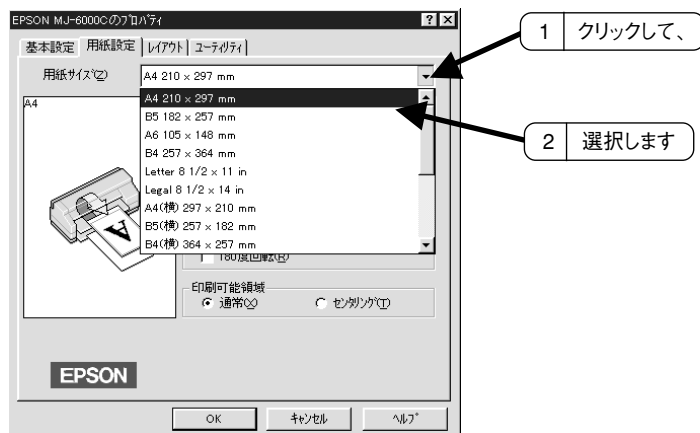 EPSON MJ-6000Cのプロパティ
基本設定 用紙設定 レイアウト ユーティリティ
用紙サイズ(Z) A4 210 × 297 mm
A4
A4 210 × 297 mm
B5 182 × 257 mm
A6 105 × 148 mm
B4 257 × 364 mm
Letter 8 1/2 × 11 in
Legal 8 1/2 × 14 in
A4(横) 297 × 210 mm
B5(横) 257 × 182 mm
B4(横) 364 × 257 mm
A
180度回転(R)
印刷可能領域
通常(X) センタリング(T)
EPSON
OK キャンセル ヘルプ
1 クリックして、
2 選択します